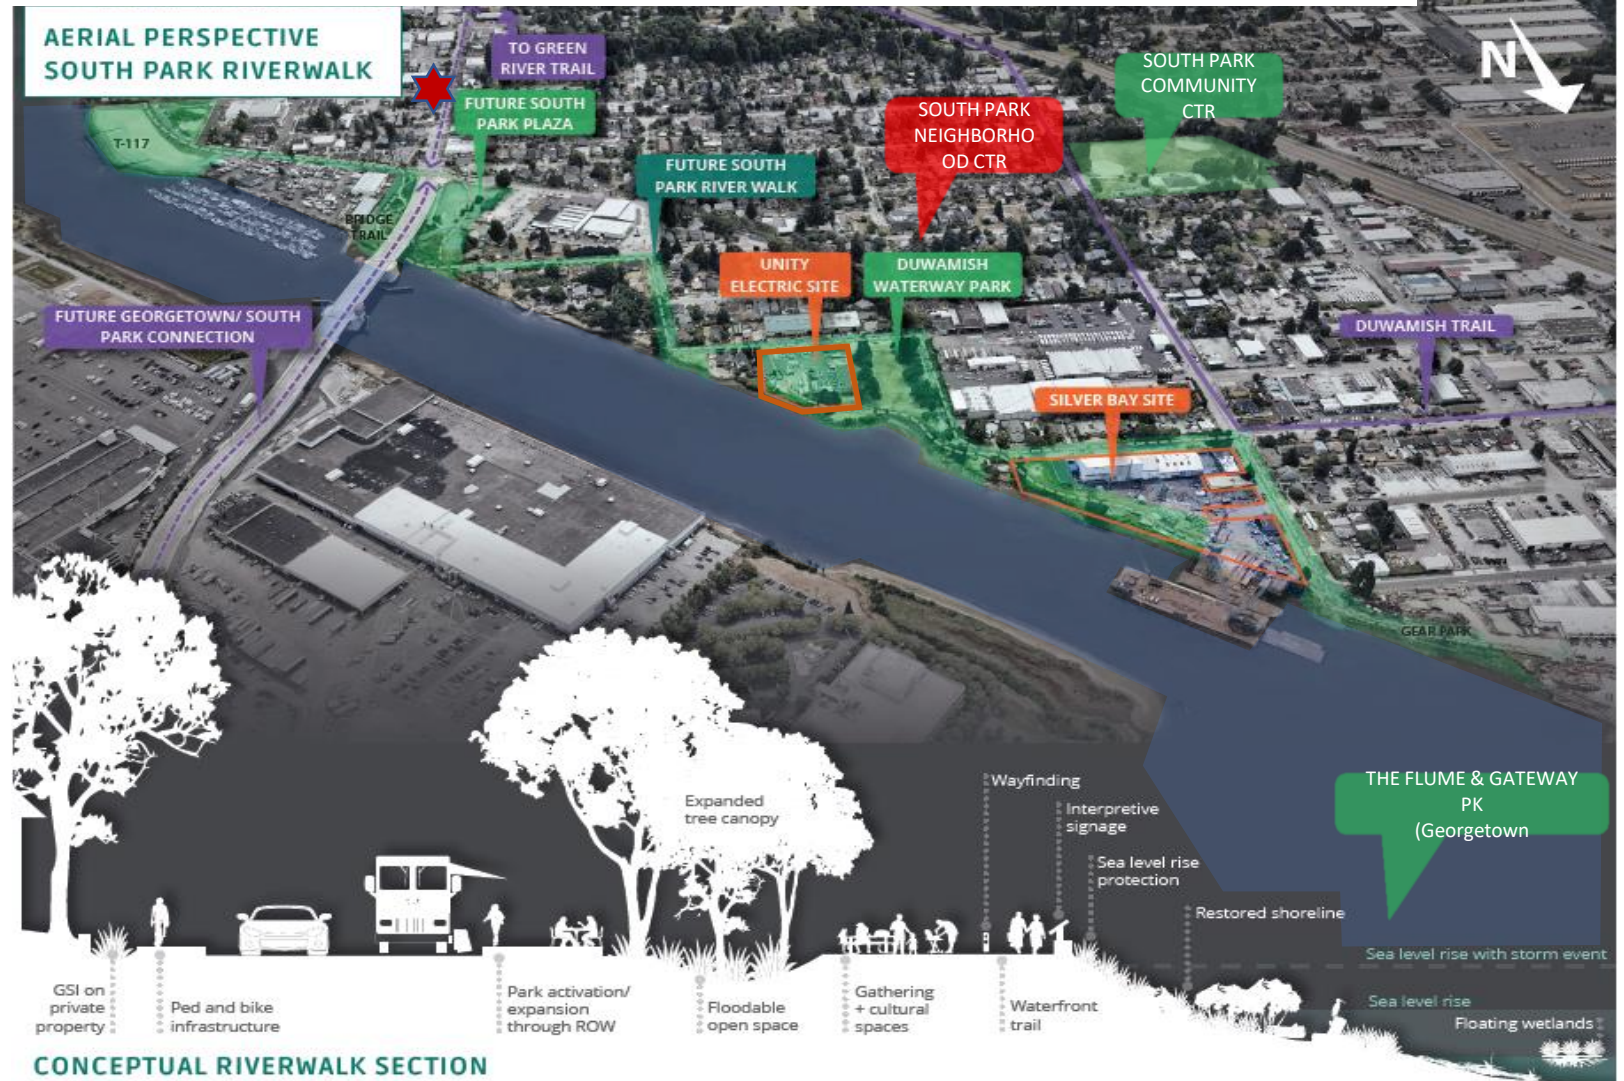 AERIAL PERSPECTIVE
SOUTH PARK RIVERWALK
TO GREEN
RIVER TRAIL
FUTURE SOUTH
PARK PLAZA
T-117
SOUTH PARK
COMMUNITY
CTR
N
SOUTH PARK
NEIGHBORHO
OD CTR
FUTURE SOUTH
PARK RIVER WALK
BRIDGE
TRAIL
UNITY
ELECTRIC SITE
DUWAMISH
WATERWAY PARK
FUTURE GEORGETOWN/ SOUTH
PARK CONNECTION
DUWAMISH TRAIL
SILVER BAY SITE
GEAR PARK
THE FLUME & GATEWAY
PK
(Georgetown
Expanded
tree canopy
Wayfinding
Interpretive
signage
Sea level rise
protection
Restored shoreline
Sea level rise with storm event
Sea level rise
Floating wetlands
GSI on
private
property
Ped and bike
infrastructure
Park activation/
expansion
through ROW
Floodable
open space
Gathering
+ cultural
spaces
Waterfront
trail
CONCEPTUAL RIVERWALK SECTION